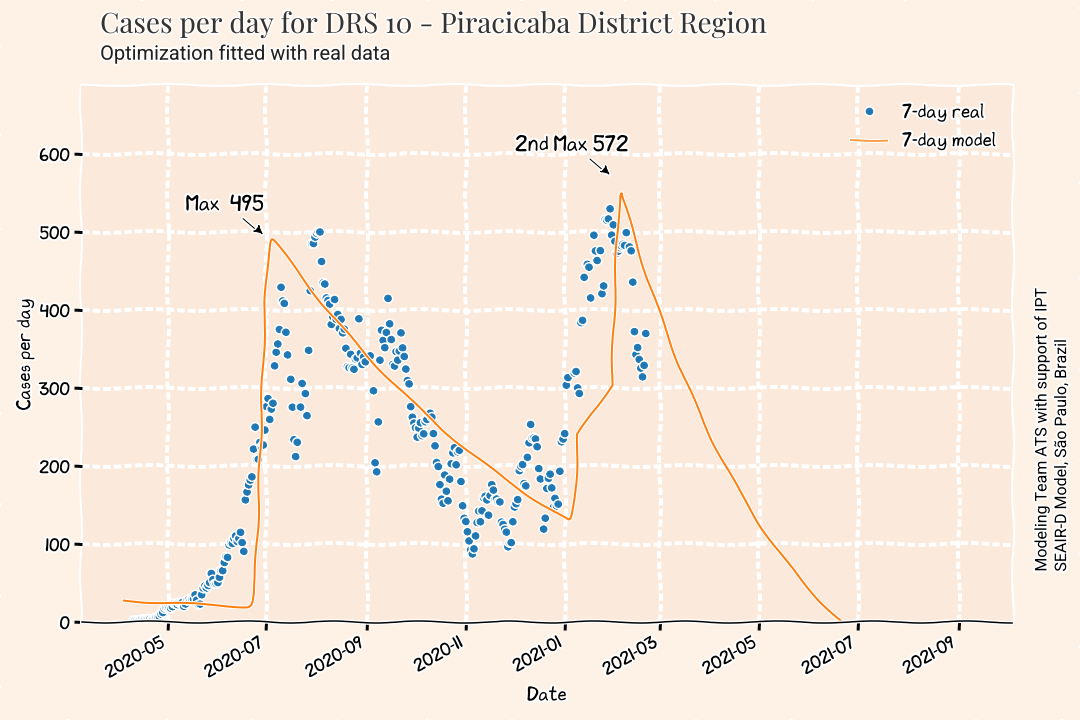 Cases per day for DRS 10 - Piracicaba District Region
Optimization fitted with real data
7-day real
7-day model
2nd Max 572
Max 495
600
500
400
300
200
100
0
Cases per day
2020-05
2020-07
2020-09
2020-11
2021-01
2021-03
2021-05
2021-07
2021-09
Date
Modeling Team ATS with support of IPT
SEAIR-D Model, São Paulo, Brazil